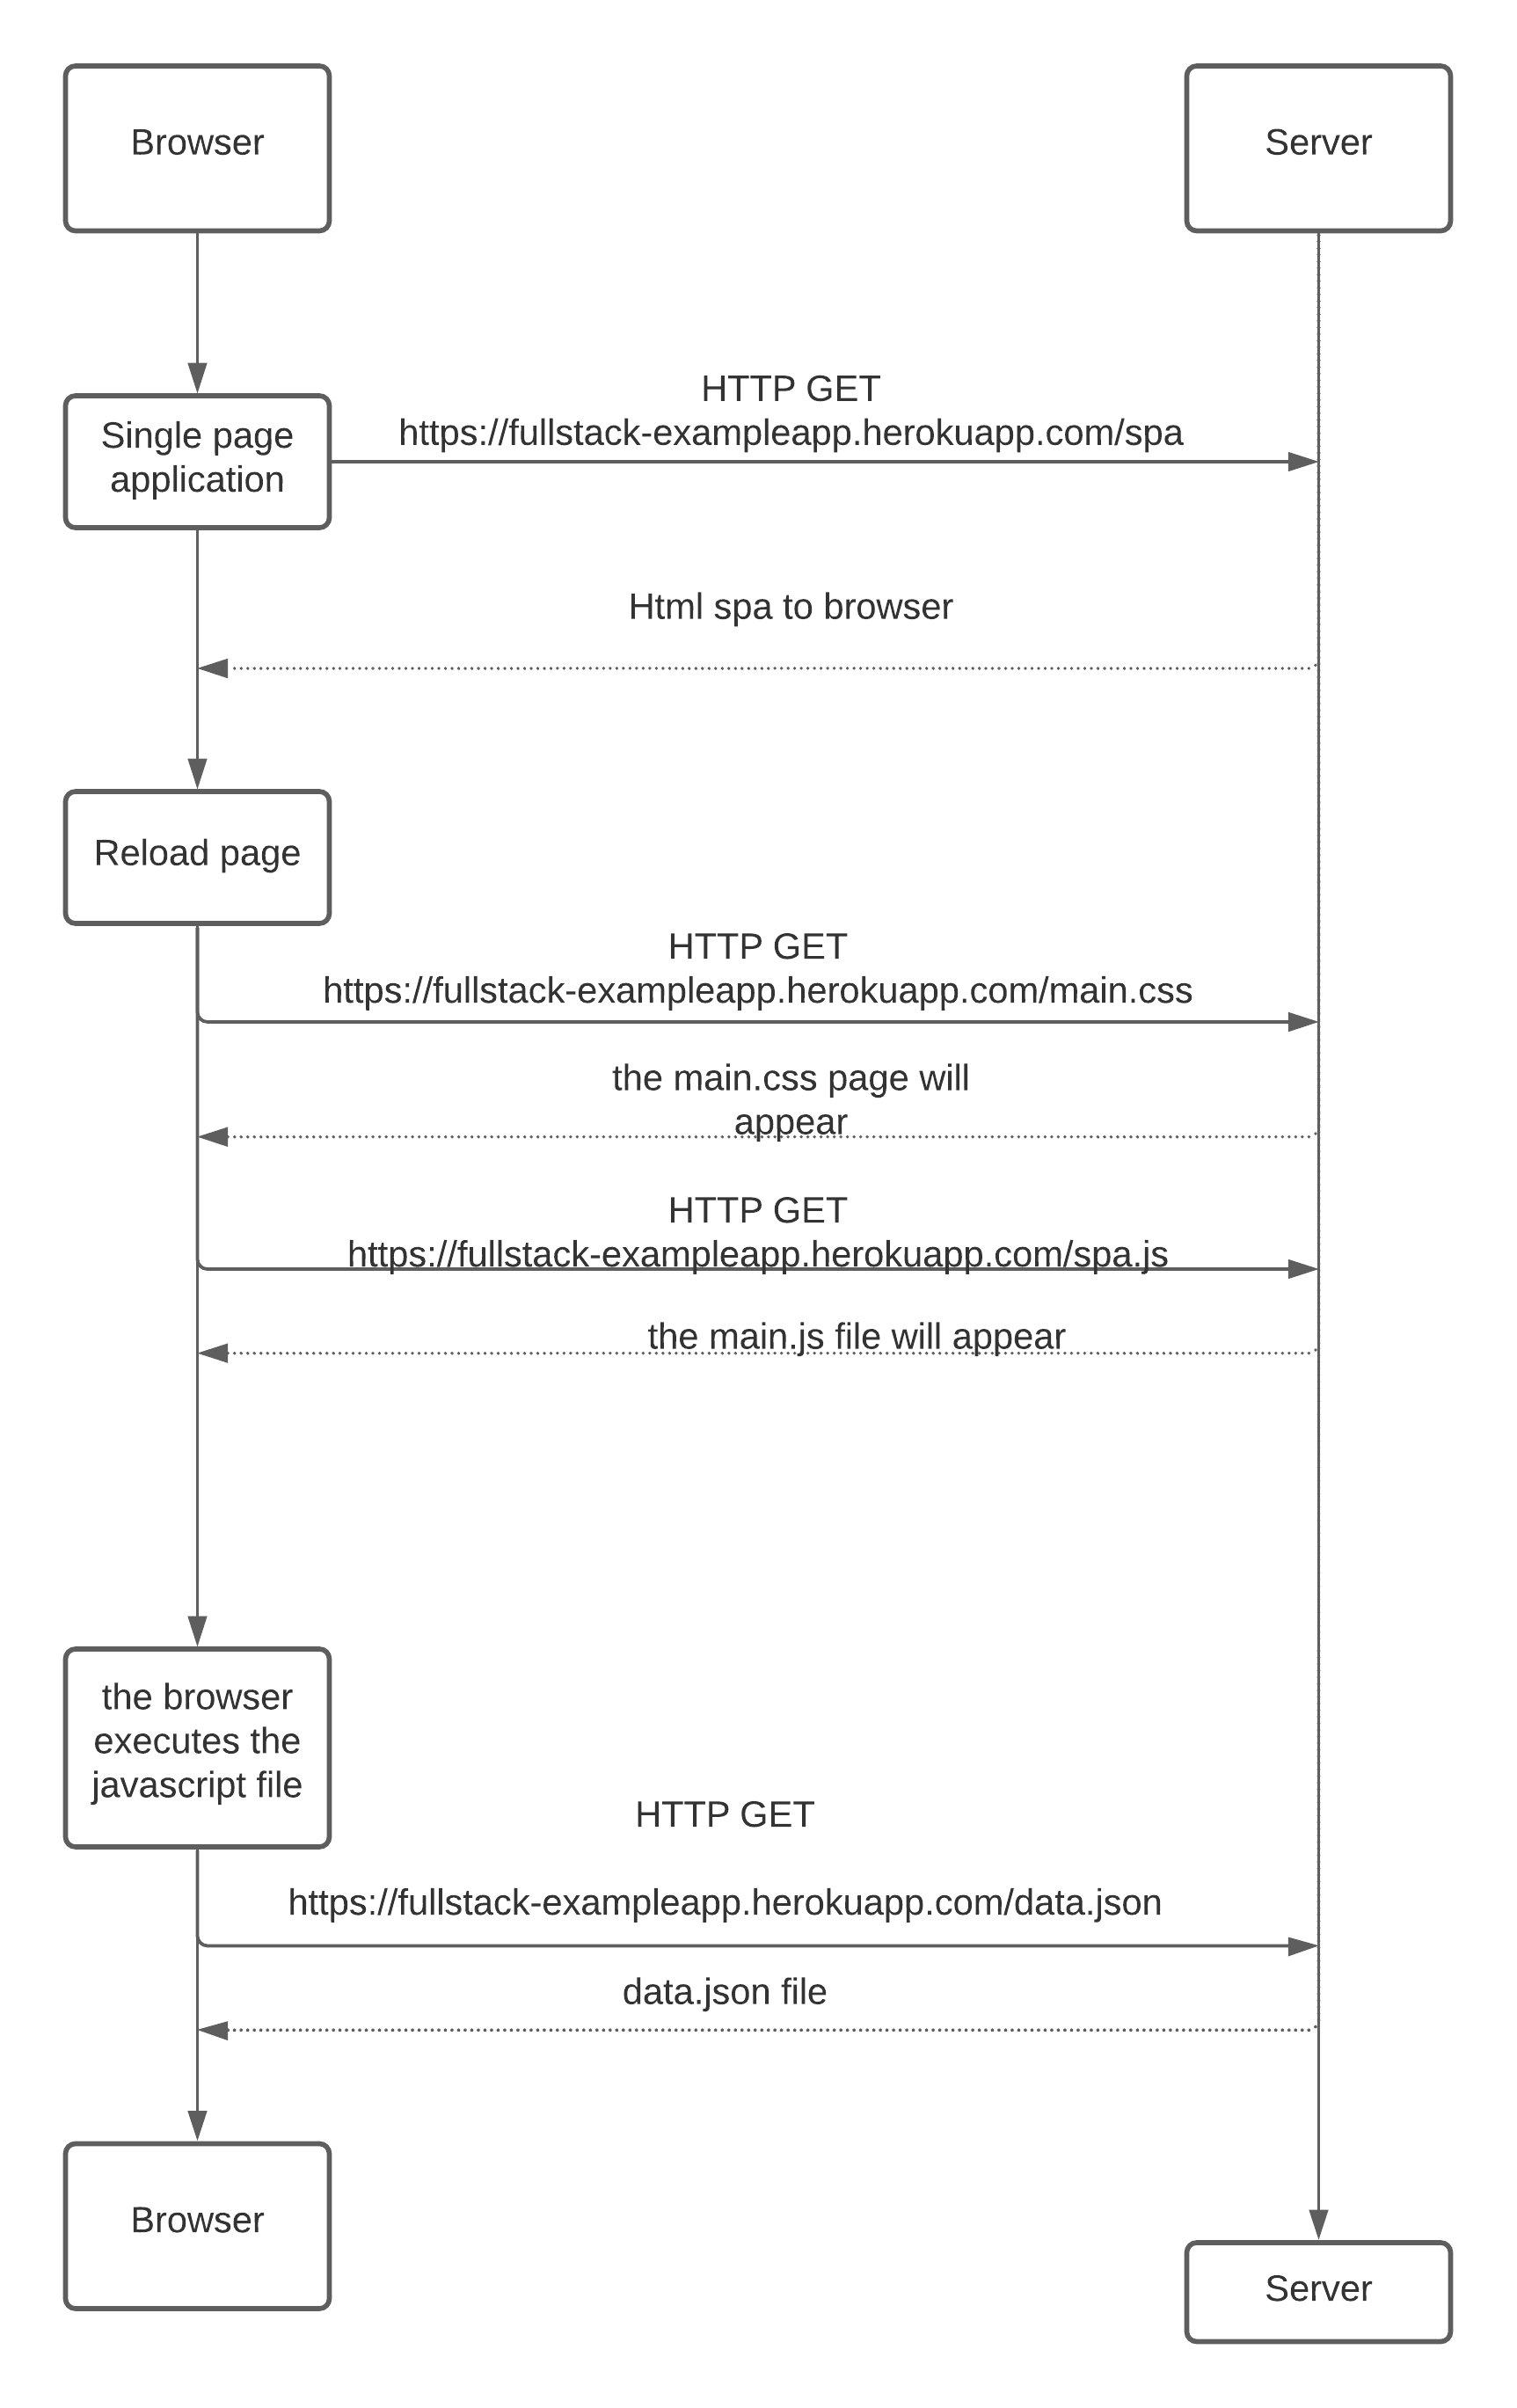 Browser
Server
Single page
application
HTTP GET
https://fullstack-exampleapp.herokuapp.com/spa
Html spa to browser
Reload page
HTTP GET
https://fullstack-exampleapp.herokuapp.com/main.css
the main.css page will
appear
HTTP GET
https://fullstack-exampleapp.herokuapp.com/spa.js
the main.js file will appear
the browser
executes the
javascript file
HTTP GET
https://fullstack-exampleapp.herokuapp.com/data.json
data.json file
Browser
Server